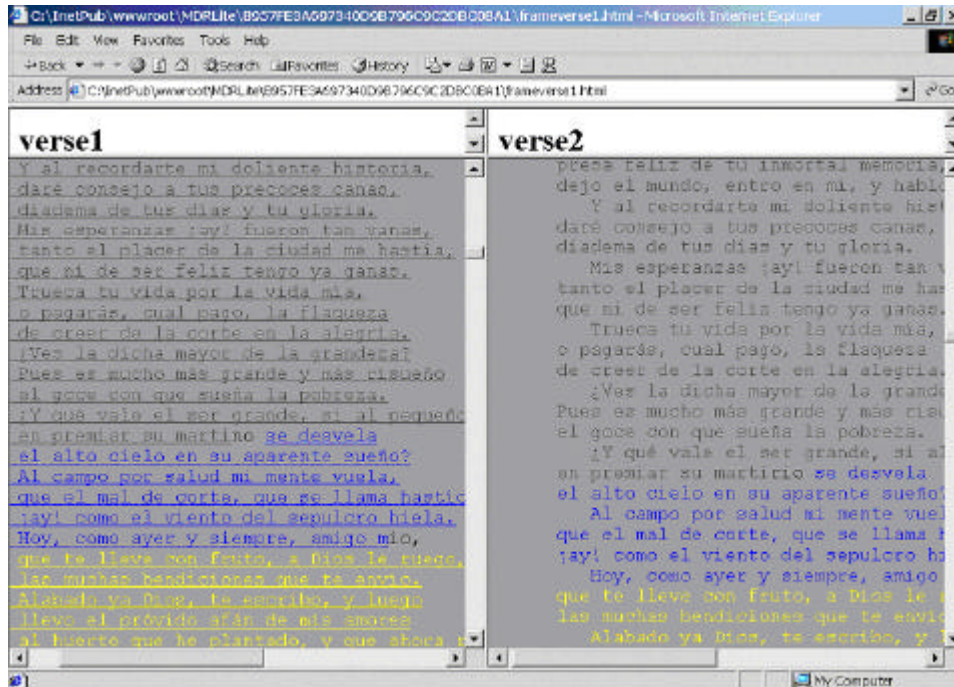 C:\InetPub\wwwroot\MDRLite\B957FE3A697340D9B796C9C2DBC0BA1\frameverse1.html - Microsoft Internet Explorer
File Edit View Favorites Tools Help
Back Search Favorites History
Address C:\InetPub\wwwroot\MDRLite\B957FE3A697340D9B796C9C2DBC0BA1\frameverse1.html Go
verse1
Y al recordarte mi doliente historia,
daré consejo a tus precoces canas,
diadema de tus días y tu gloria.
Mis esperanzas ¡ay! fueron tan vanas,
tanto el placer de la ciudad me hastía,
que ni de ser feliz tengo ya ganas.
Trueca tu vida por la vida mía,
o pagarás, cual pago, la flaqueza
de creer de la corte en la alegría.
¿Ves la dicha mayor de la grandeza?
Pues es mucho más grande y más risueño
el goce con que sueña la pobreza.
¿Y qué vale el ser grande, si al pequeño
en premiar su martirio se desvela
el alto cielo en su aparente sueño?
Al campo por salud mi mente vuela,
que el mal de corte, que se llama hastío
¡ay! como el viento del sepulcro hiela.
Hoy, como ayer y siempre, amigo mío,
que te lleve con fruto, a Dios le ruego,
las muchas bendiciones que te envío.
Alabado ya Dios, te escribo, y luego
llevo el próvido afán de mis amores
al huerto que he plantado, y que ahora
verse2
presa feliz de tu inmortal memoria,
dejo el mundo, entro en mí, y hablo
Y al recordarte mi doliente hist
daré consejo a tus precoces canas,
diadema de tus días y tu gloria.
Mis esperanzas ¡ay! fueron tan v
tanto el placer de la ciudad me has
que ni de ser feliz tengo ya ganas.
Trueca tu vida por la vida mía,
o pagarás, cual pago, la flaqueza
de creer de la corte en la alegría.
¿Ves la dicha mayor de la grande
Pues es mucho más grande y más risu
el goce con que sueña la pobreza.
¿Y qué vale el ser grande, si al
en premiar su martirio se desvela
el alto cielo en su aparente sueño?
Al campo por salud mi mente vuel
que el mal de corte, que se llama h
¡ay! como el viento del sepulcro hi
Hoy, como ayer y siempre, amigo
que te lleve con fruto, a Dios le r
las muchas bendiciones que te envío
Alabado ya Dios, te escribo, y l
My Computer